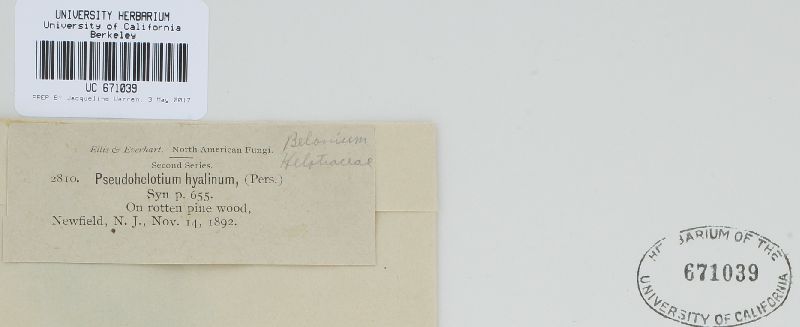 UNIVERSITY HERBARIUM
University of California
Berkeley
UC 671039
PREP BY Jacqueline Warren, 3 May 2017
Ellis & Everhart. North American Fungi.
Second Series.
2810. Pseudohelotium hyalinum, (Pers.)
Syn p. 655.
On rotten pine wood,
Newfield, N. J., Nov. 14, 1892.
Belonium
Helotiaceae
HERBARIUM OF THE
671039
UNIVERSITY OF CALIFORNIA